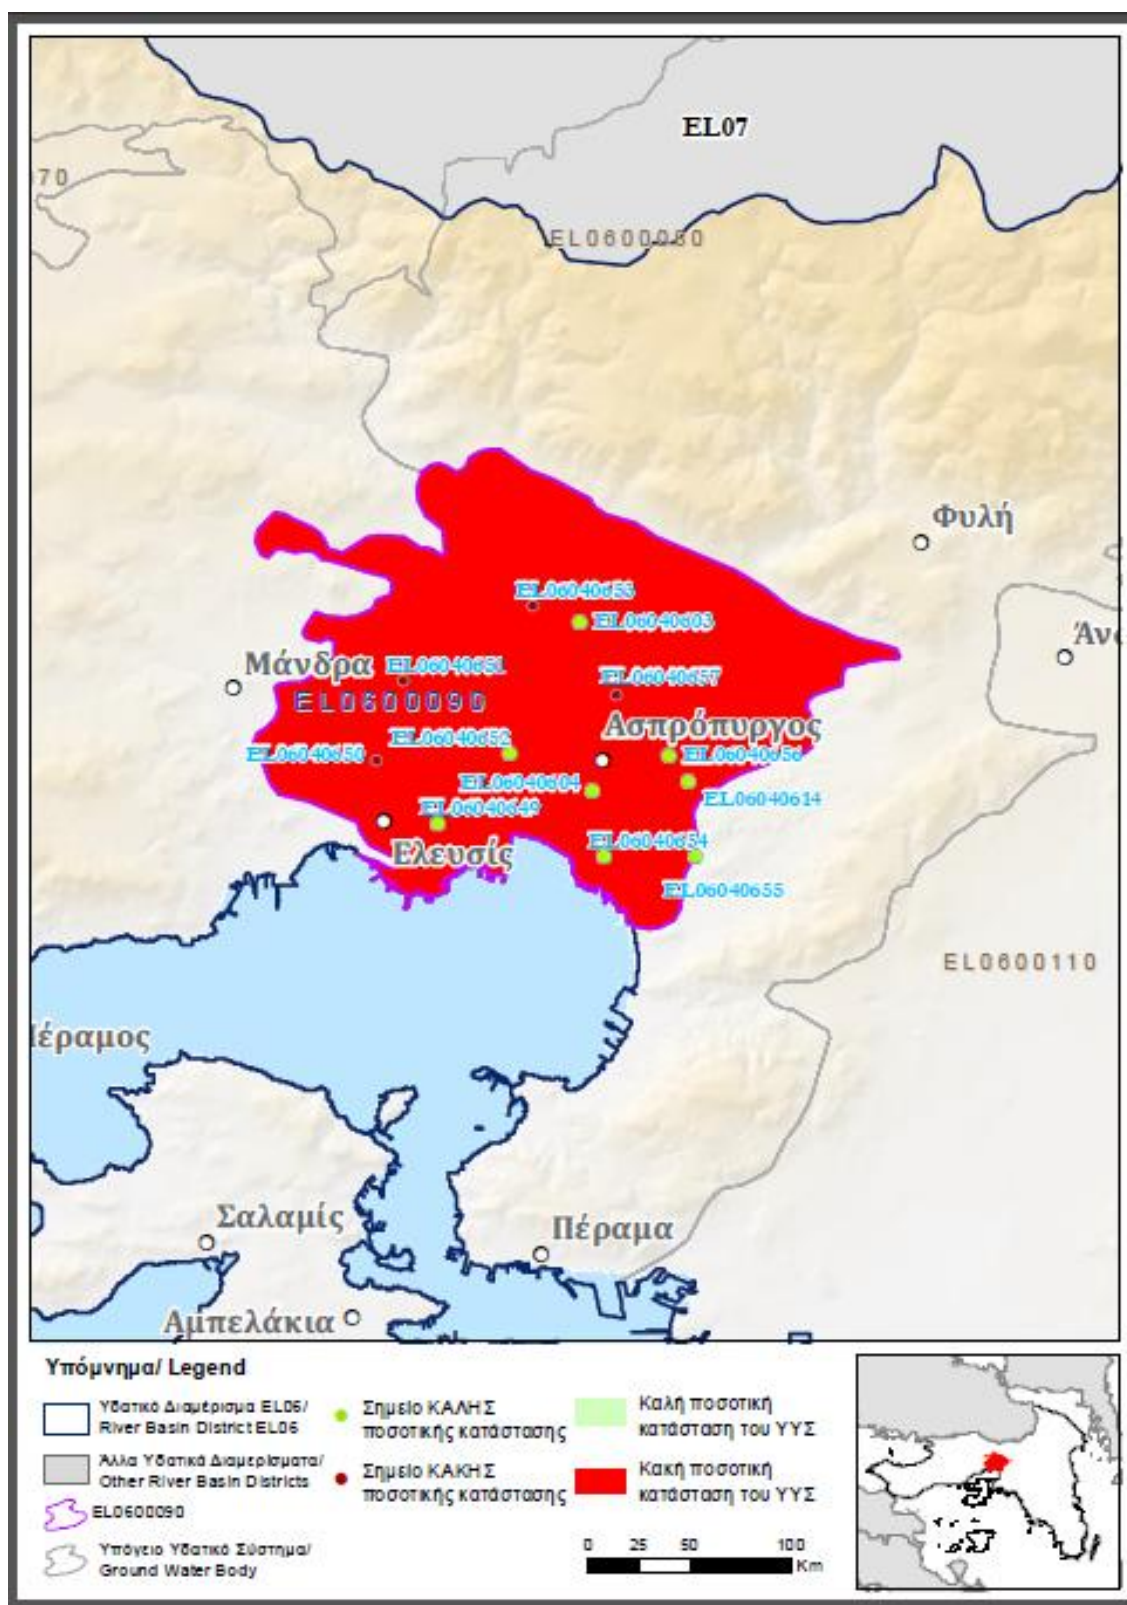 EL07
70
EL0600080
Φυλή
EL06040653
EL06040603
Μάνδρα
EL06040651
EL06040657
EL0600090
Ασπρόπυργος
EL06040652
EL06040650
EL06040656
EL06040604
EL06040614
EL06040649
EL06040654
Ελευσίς
EL06040655
EL0600110
έραμος
Σαλαμίς
Πέραμα
Αμπελάκια
Υπόμνημα/ Legend
Υδατικό Διαμέρισμα EL06/
River Basin District EL06
Άλλα Υδατικά Διαμερίσματα/
Other River Basin Districts
EL0600090
Υπόγειο Υδατικό Σύστημα/
Ground Water Body
Σημείο ΚΑΛΗΣ
ποσοτικής κατάστασης
Σημείο ΚΑΚΗΣ
ποσοτικής κατάστασης
Καλή ποσοτική
κατάσταση του ΥΥΣ
Κακή ποσοτική
κατάσταση του ΥΥΣ
0 25 50 100
Km